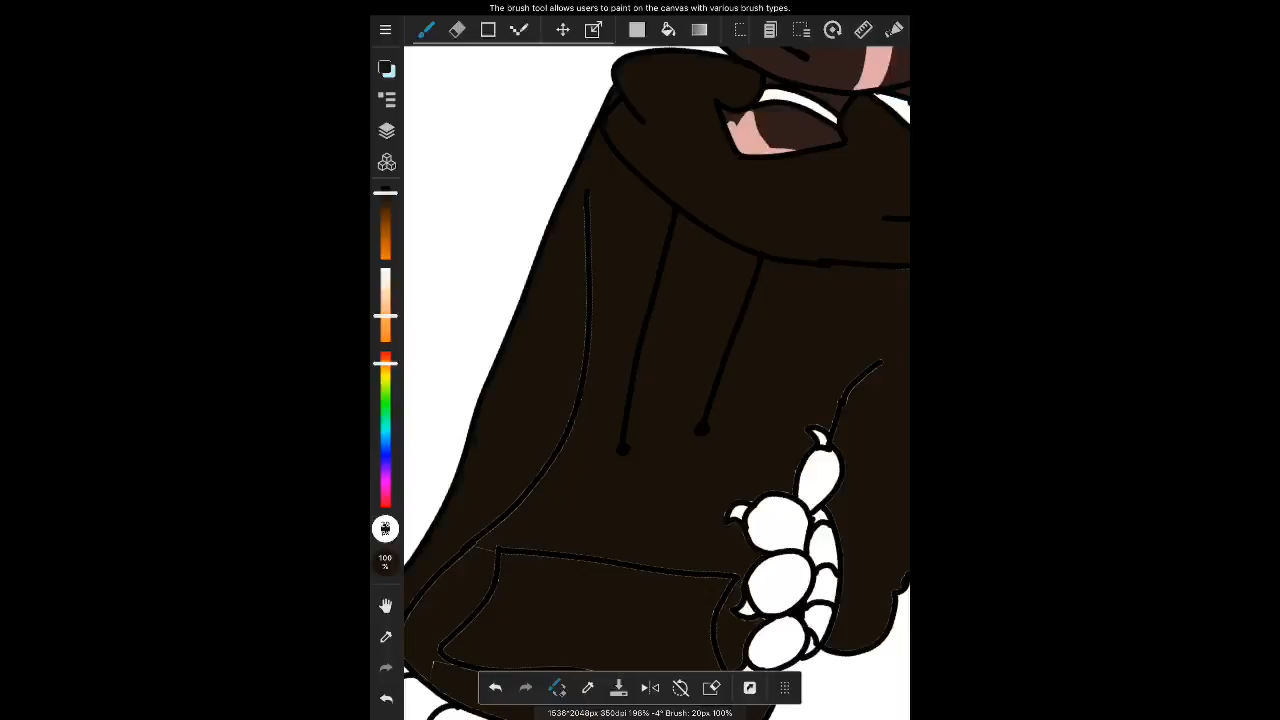 The brush tool allows users to paint on the canvas with various brush types.
px
100
%
1536*2048px 350dpi 196% -4° Brush: 20px 100%